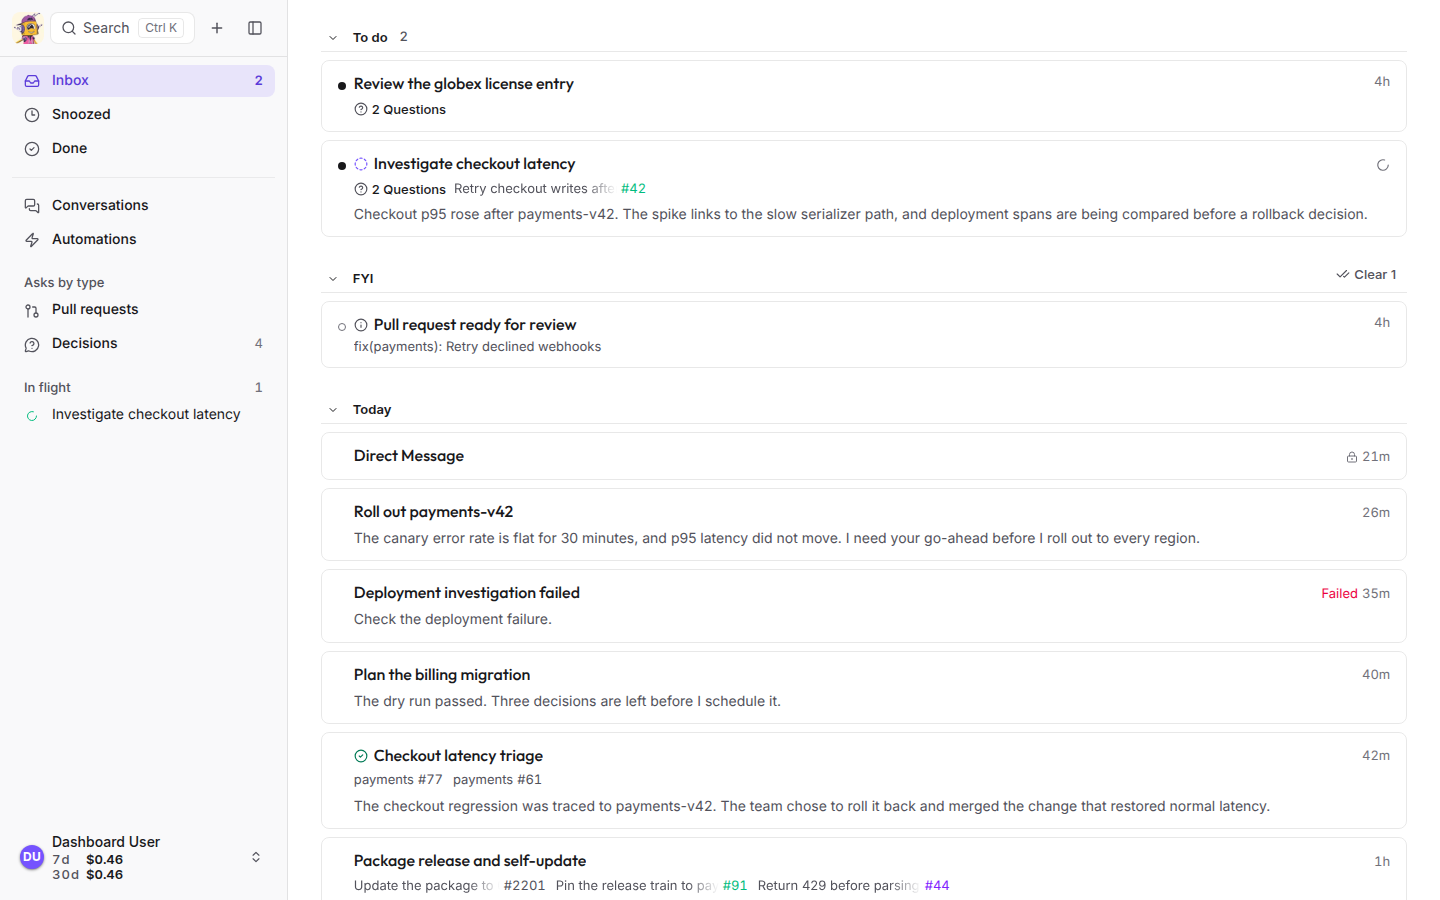 Search Ctrl K
Inbox 2
Snoozed
Done
Conversations
Automations
Asks by type
Pull requests
Decisions 4
In flight 1
Investigate checkout latency
DU Dashboard User
7d $0.46
30d $0.46
To do 2
Review the globex license entry 4h
2 Questions
Investigate checkout latency
2 Questions Retry checkout writes afte #42
Checkout p95 rose after payments-v42. The spike links to the slow serializer path, and deployment spans are being compared before a rollback decision.
FYI Clear 1
Pull request ready for review 4h
fix(payments): Retry declined webhooks
Today
Direct Message 21m
Roll out payments-v42 26m
The canary error rate is flat for 30 minutes, and p95 latency did not move. I need your go-ahead before I roll out to every region.
Deployment investigation failed Failed 35m
Check the deployment failure.
Plan the billing migration 40m
The dry run passed. Three decisions are left before I schedule it.
Checkout latency triage 42m
payments #77 payments #61
The checkout regression was traced to payments-v42. The team chose to roll it back and merged the change that restored normal latency.
Package release and self-update 1h
Update the package to #2201 Pin the release train to pay #91 Return 429 before parsing #44